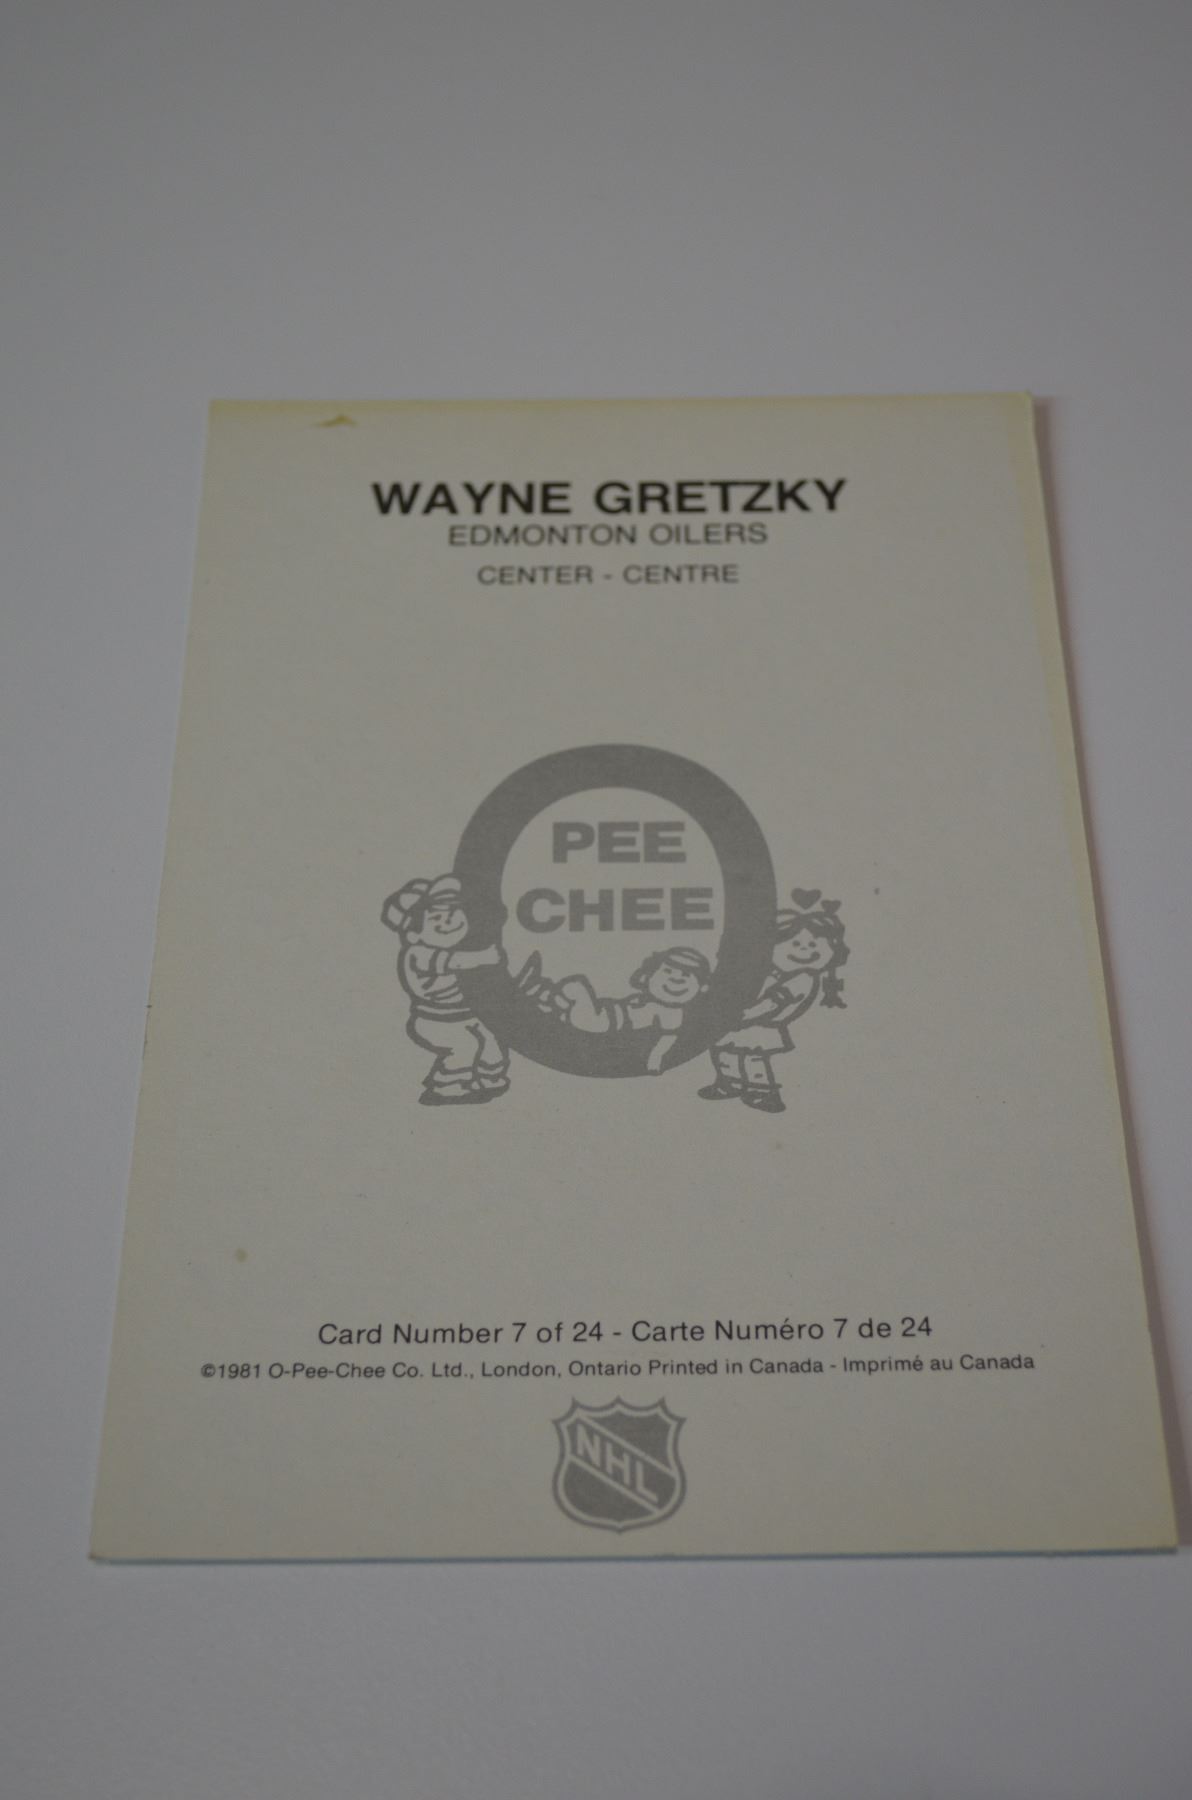 WAYNE GRETZKY
EDMONTON OILERS
CENTER - CENTRE
PEE
CHEE
Card Number 7 of 24 - Carte Numéro 7 de 24
©1981 O-Pee-Chee Co. Ltd., London, Ontario Printed in Canada - Imprimé au Canada
NHL